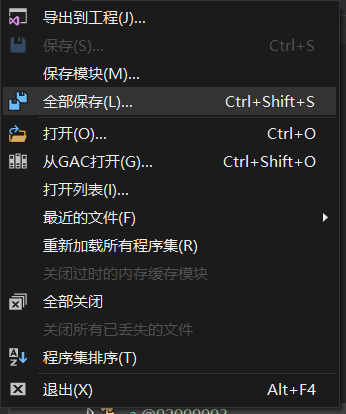 导出到工程(J)...
保存(S)... Ctrl+S
保存模块(M)...
全部保存(L)... Ctrl+Shift+S
打开(O)... Ctrl+O
从GAC打开(G)... Ctrl+Shift+O
打开列表(I)...
最近的文件(F)
重新加载所有程序集(R)
关闭过时的内存缓存模块
全部关闭
关闭所有已丢失的文件
程序集排序(T)
退出(X) Alt+F4